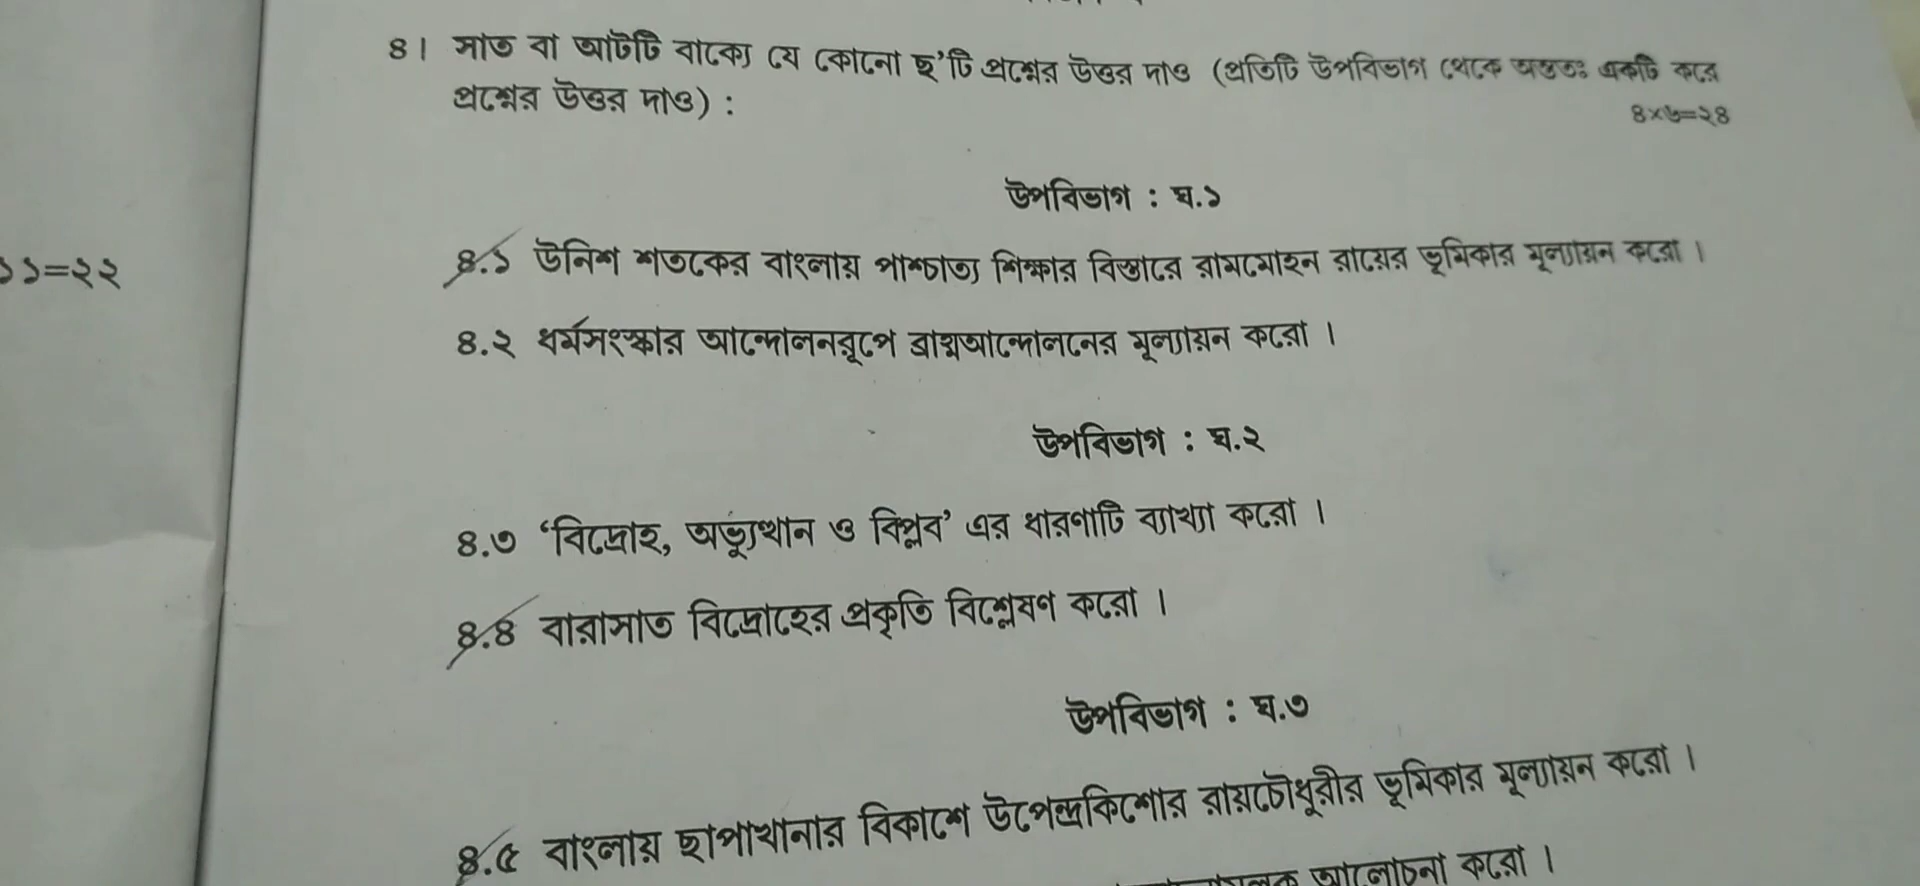 ৪। সাত বা আটটি বাক্যে যে কোনো ছ'টি প্রশ্নের উত্তর দাও (প্রতিটি উপবিভাগ থেকে অন্ততঃ একটি করে
প্রশ্নের উত্তর দাও) :
৪×৬=২৪
উপবিভাগ : ঘ.১
১১=২২
৪.১ উনিশ শতকের বাংলায় পাশ্চাত্য শিক্ষার বিস্তারে রামমোহন রায়ের ভূমিকার মূল্যায়ন করো।
৪.২ ধর্মসংস্কার আন্দোলনরূপে ব্রাহ্মআন্দোলনের মূল্যায়ন করো।
উপবিভাগ : ঘ.২
৪.৩ ‘বিদ্রোহ, অভ্যুত্থান ও বিপ্লব’ এর ধারণাটি ব্যাখ্যা করো।
৪.৪ বারাসাত বিদ্রোহের প্রকৃতি বিশ্লেষণ করো।
উপবিভাগ : ঘ.৩
৪.৫ বাংলায় ছাপাখানার বিকাশে উপেন্দ্রকিশোর রায়চৌধুরীর ভূমিকার মূল্যায়ন করো।
আলোচনা করো।